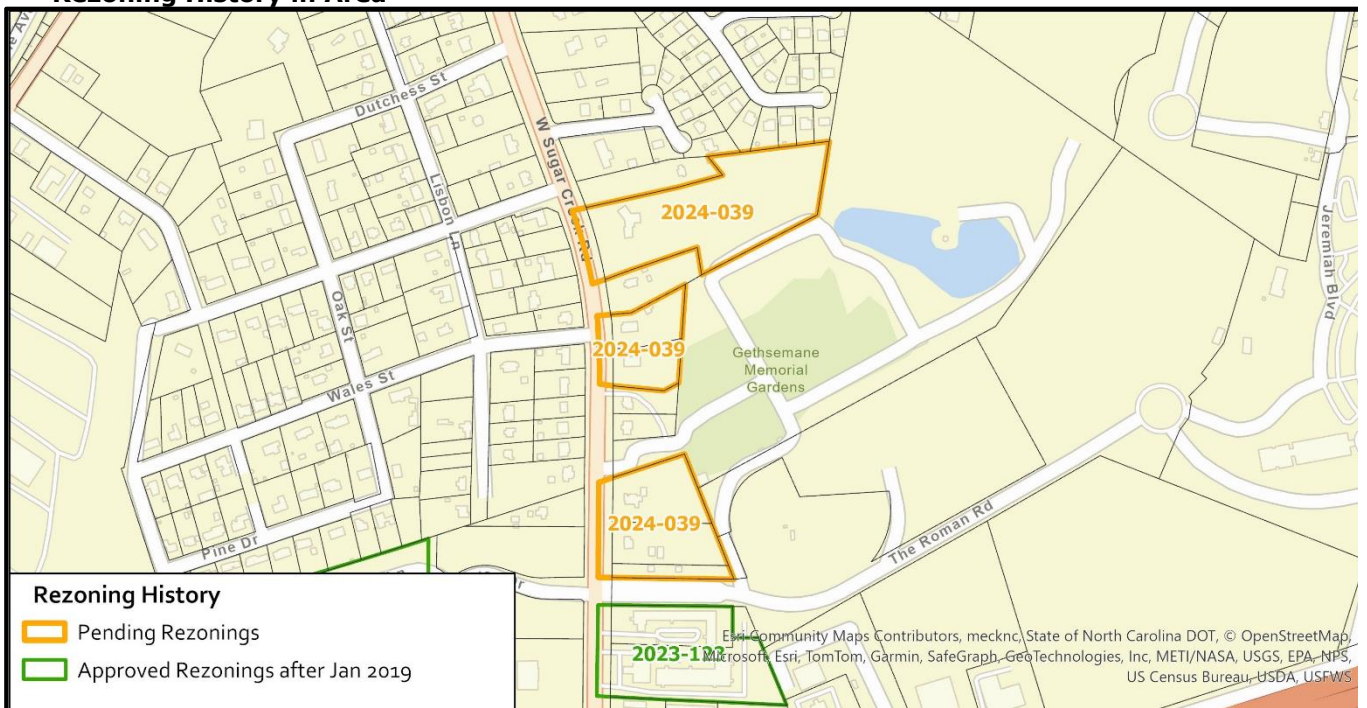 Rezoning History in Area
Dutchess St
W Sugar Creek Rd
Lisbon Ln
2024-039
Jeremiah Blvd
Oak St
2024-039
Gethsemane
Memorial
Gardens
Wales St
2024-039
The Roman Rd
Pine Dr
Rezoning History
Pending Rezonings
Approved Rezonings after Jan 2019
2023-123
Esri Community Maps Contributors, mecknc, State of North Carolina DOT, © OpenStreetMap,
Microsoft, Esri, TomTom, Garmin, SafeGraph, GeoTechnologies, Inc, METI/NASA, USGS, EPA, NPS,
US Census Bureau, USDA, USFWS